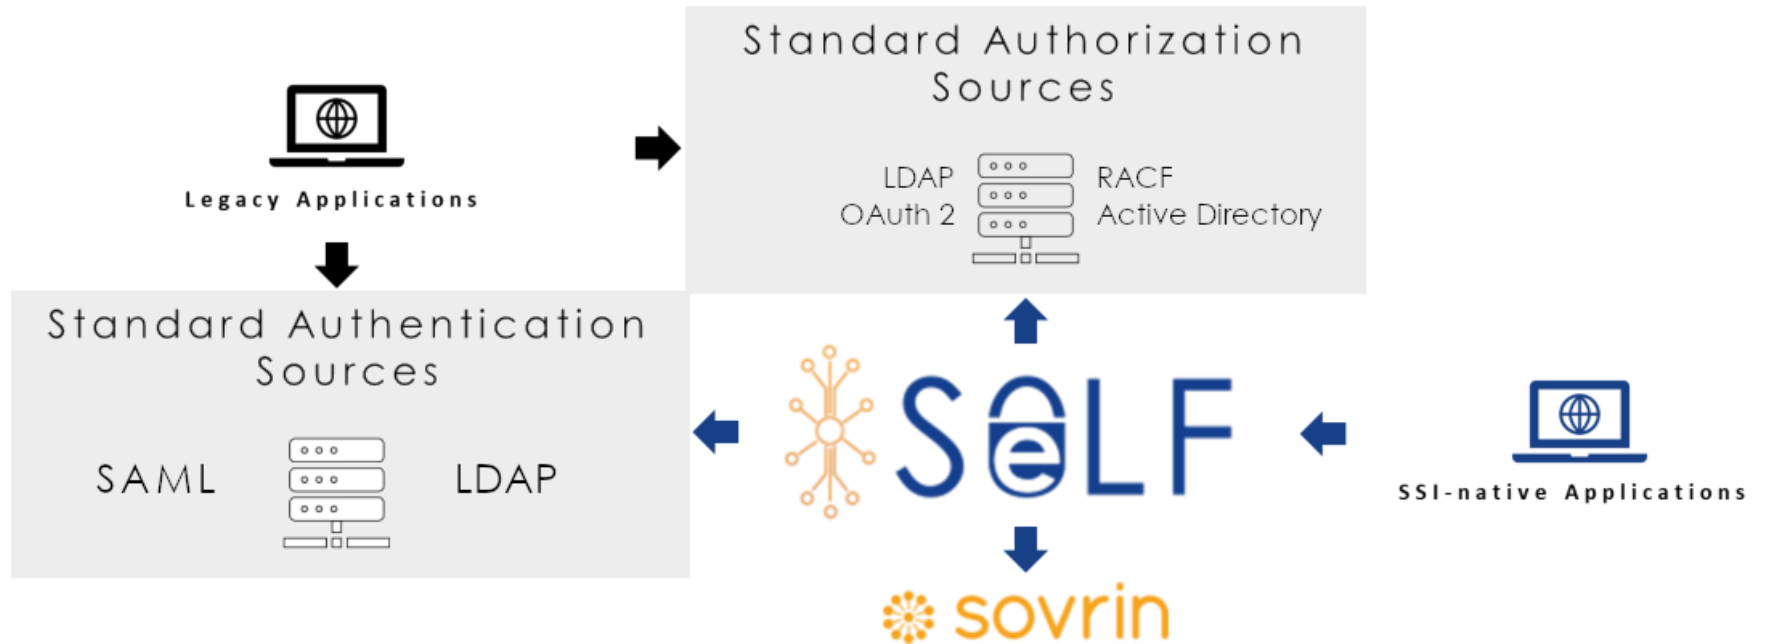 Standard Authorization
Sources
LDAP
OAuth 2
RACF
Active Directory
Legacy Applications
Standard Authentication
Sources
SAML
LDAP
SeLF
SSI-native Applications
sovrin